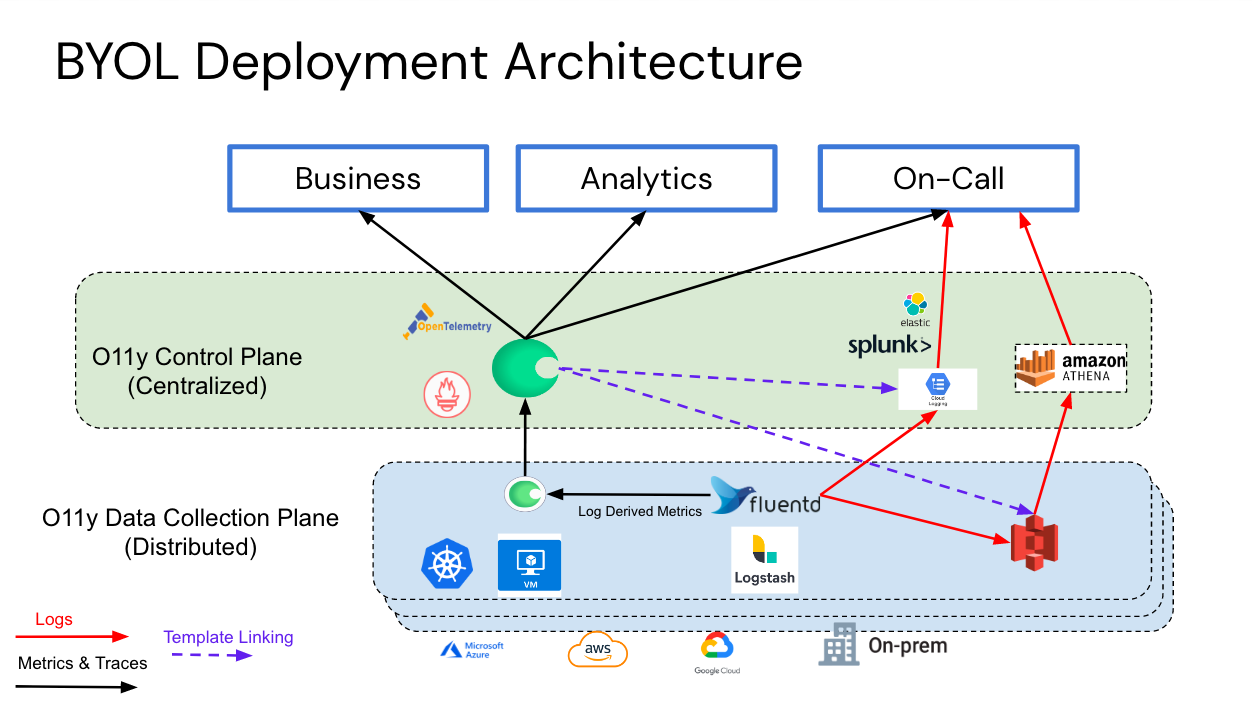 BYOL Deployment Architecture
Business
Analytics
On-Call
OpenTelemetry
elastic
splunk>
O11y Control Plane
(Centralized)
Cloud
Logging
amazon
ATHENA
O11y Data Collection Plane
(Distributed)
Log Derived Metrics
fluentd
VM
Logstash
Logs
Template Linking
Metrics & Traces
Microsoft
Azure
aws
Google Cloud
On-prem